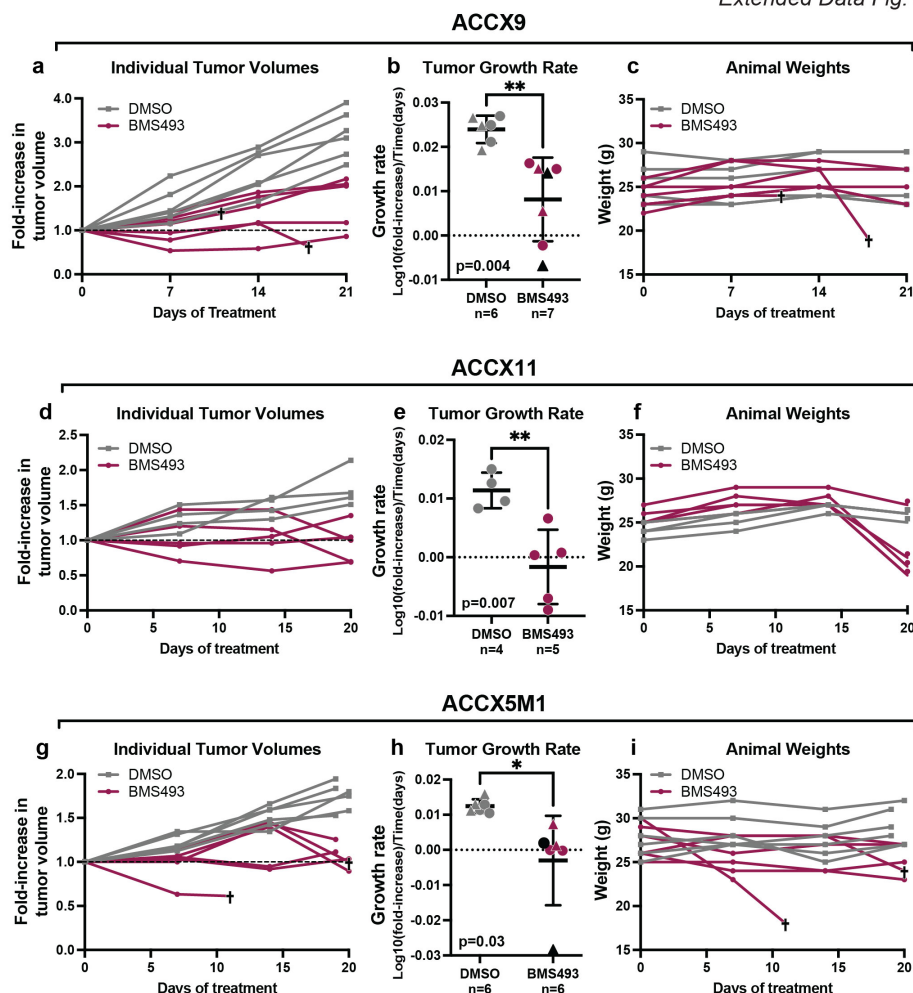 Extended Data Fig.
ACCX9
a
Individual Tumor Volumes
DMSO
BMS493
Fold-increase in
tumor volume
4.0
3.0
2.0
1.0
0.0
†
†
0
7
14
21
Days of Treatment
b
Tumor Growth Rate
**
Growth rate
Log10(fold-increase)/Time(days)
0.03
0.02
0.01
0.00
-0.01
p=0.004
DMSO
n=6
BMS493
n=7
c
Animal Weights
DMSO
BMS493
Weight (g)
35
30
25
20
15
†
†
0
7
14
21
Days of treatment
ACCX11
d
Individual Tumor Volumes
DMSO
BMS493
Fold-increase in
tumor volume
2.5
2.0
1.5
1.0
0.5
0.0
0
5
10
15
20
Days of treatment
e
Tumor Growth Rate
**
Growth rate
Log10(fold-increase)/Time(days)
0.02
0.01
0.00
-0.01
p=0.007
DMSO
n=4
BMS493
n=5
f
Animal Weights
DMSO
BMS493
Weight (g)
35
30
25
20
15
0
5
10
15
20
Days of treatment
ACCX5M1
g
Individual Tumor Volumes
DMSO
BMS493
Fold-increase in
tumor volume
2.0
1.5
1.0
0.5
0.0
†
†
0
5
10
15
20
Days of treatment
h
Tumor Growth Rate
*
Growth rate
Log10(fold-increase)/Time(days)
0.02
0.01
0.00
-0.01
-0.02
-0.03
p=0.03
DMSO
n=6
BMS493
n=6
i
Animal Weights
DMSO
BMS493
Weight (g)
35
30
25
20
15
†
†
0
5
10
15
20
Days of treatment